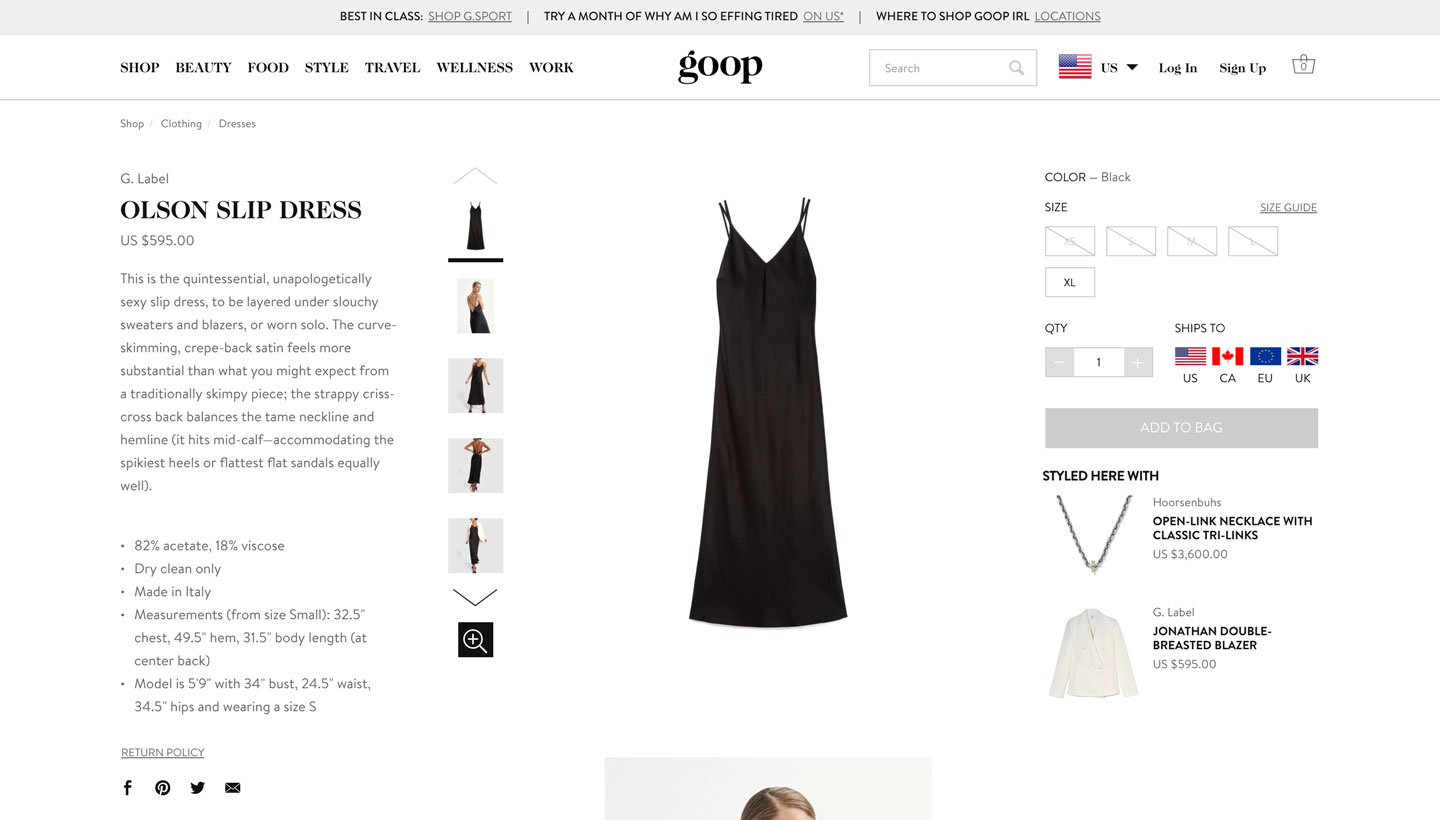 BEST IN CLASS: SHOP G.SPORT | TRY A MONTH OF WHY AM I SO EFFING TIRED ON US* | WHERE TO SHOP GOOP IRL LOCATIONS
SHOP BEAUTY FOOD STYLE TRAVEL WELLNESS WORK
goop
Search
US
Log In
Sign Up
0
Shop / Clothing / Dresses
G. Label
OLSON SLIP DRESS
US $595.00
This is the quintessential, unapologetically
sexy slip dress, to be layered under slouchy
sweaters and blazers, or worn solo. The curve-
skimming, crepe-back satin feels more
substantial than what you might expect from
a traditionally skimpy piece; the strappy criss-
cross back balances the tame neckline and
hemline (it hits mid-calf—accommodating the
spikiest heels or flattest flat sandals equally
well).
• 82% acetate, 18% viscose
• Dry clean only
• Made in Italy
• Measurements (from size Small): 32.5"
chest, 49.5" hem, 31.5" body length (at
center back)
• Model is 5'9" with 34" bust, 24.5" waist,
34.5" hips and wearing a size S
RETURN POLICY
COLOR — Black
SIZE
SIZE GUIDE
XS S M L
XL
QTY
1
SHIPS TO
US CA EU UK
ADD TO BAG
STYLED HERE WITH
Hoorsenbuhs
OPEN-LINK NECKLACE WITH
CLASSIC TRI-LINKS
US $3,600.00
G. Label
JONATHAN DOUBLE-
BREASTED BLAZER
US $595.00